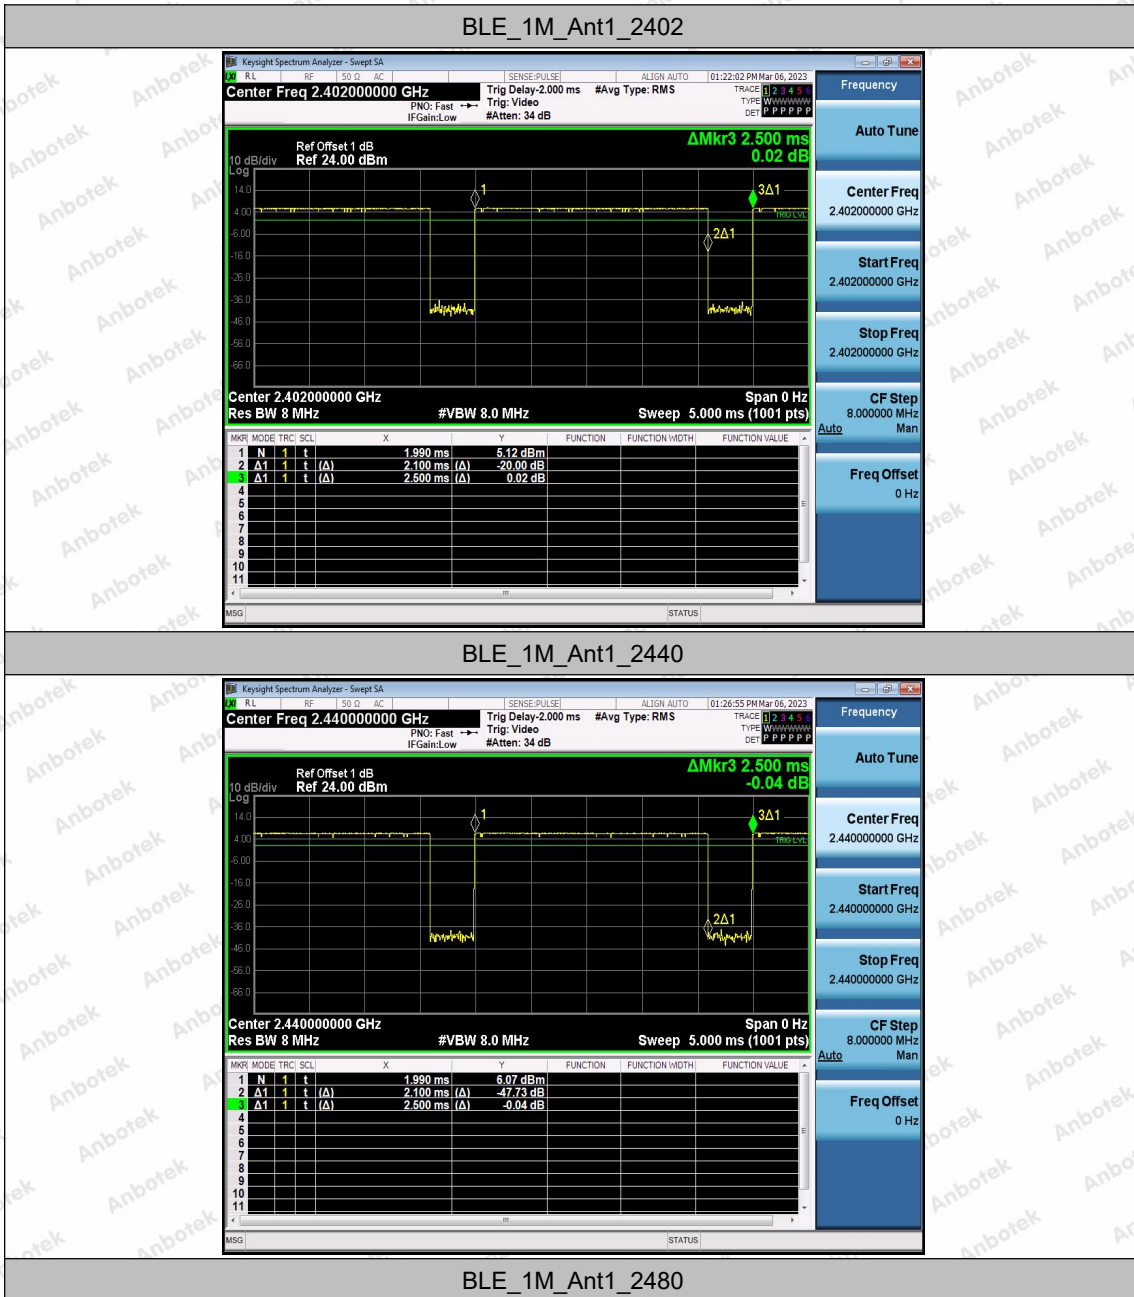 BLE_1M_Ant1_2402
Keysight Spectrum Analyzer - Swept SA
LXI RL RF 50 Ω AC SENSE:PULSE ALIGN AUTO 01:22:02 PM Mar 06, 2023
Center Freq 2.402000000 GHz
Trig Delay-2.000 ms #Avg Type: RMS
TRACE 1 2 3 4 5 6
PNO: Fast Trig: Video
TYPE WWWWWW
IFGain:Low #Atten: 34 dB
DET P P P P P P
Frequency
Auto Tune
ΔMkr3 2.500 ms
0.02 dB
Ref Offset 1 dB
10 dB/div Ref 24.00 dBm
Log
14.0
4.00
-6.00
-16.0
-26.0
-36.0
-46.0
-56.0
-66.0
1
2Δ1
3Δ1
TRIG LVL
Center Freq
2.402000000 GHz
Start Freq
2.402000000 GHz
Stop Freq
2.402000000 GHz
CF Step
8.000000 MHz
Auto Man
Freq Offset
0 Hz
Center 2.402000000 GHz Span 0 Hz
Res BW 8 MHz #VBW 8.0 MHz Sweep 5.000 ms (1001 pts)
MKR MODE TRC SCL X Y FUNCTION FUNCTION WIDTH FUNCTION VALUE
1 N 1 t 1.990 ms 5.12 dBm
2 Δ1 1 t (Δ) 2.100 ms (Δ) -20.00 dB
3 Δ1 1 t (Δ) 2.500 ms (Δ) 0.02 dB
4
5
6
7
8
9
10
11
MSG STATUS
BLE_1M_Ant1_2440
Keysight Spectrum Analyzer - Swept SA
LXI RL RF 50 Ω AC SENSE:PULSE ALIGN AUTO 01:26:55 PM Mar 06, 2023
Center Freq 2.440000000 GHz
Trig Delay-2.000 ms #Avg Type: RMS
TRACE 1 2 3 4 5 6
PNO: Fast Trig: Video
TYPE WWWWWW
IFGain:Low #Atten: 34 dB
DET P P P P P P
Frequency
Auto Tune
ΔMkr3 2.500 ms
-0.04 dB
Ref Offset 1 dB
10 dB/div Ref 24.00 dBm
Log
14.0
4.00
-6.00
-16.0
-26.0
-36.0
-46.0
-56.0
-66.0
1
2Δ1
3Δ1
TRIG LVL
Center Freq
2.440000000 GHz
Start Freq
2.440000000 GHz
Stop Freq
2.440000000 GHz
CF Step
8.000000 MHz
Auto Man
Freq Offset
0 Hz
Center 2.440000000 GHz Span 0 Hz
Res BW 8 MHz #VBW 8.0 MHz Sweep 5.000 ms (1001 pts)
MKR MODE TRC SCL X Y FUNCTION FUNCTION WIDTH FUNCTION VALUE
1 N 1 t 1.990 ms 6.07 dBm
2 Δ1 1 t (Δ) 2.100 ms (Δ) -47.73 dB
3 Δ1 1 t (Δ) 2.500 ms (Δ) -0.04 dB
4
5
6
7
8
9
10
11
MSG STATUS
BLE_1M_Ant1_2480
Anbotek